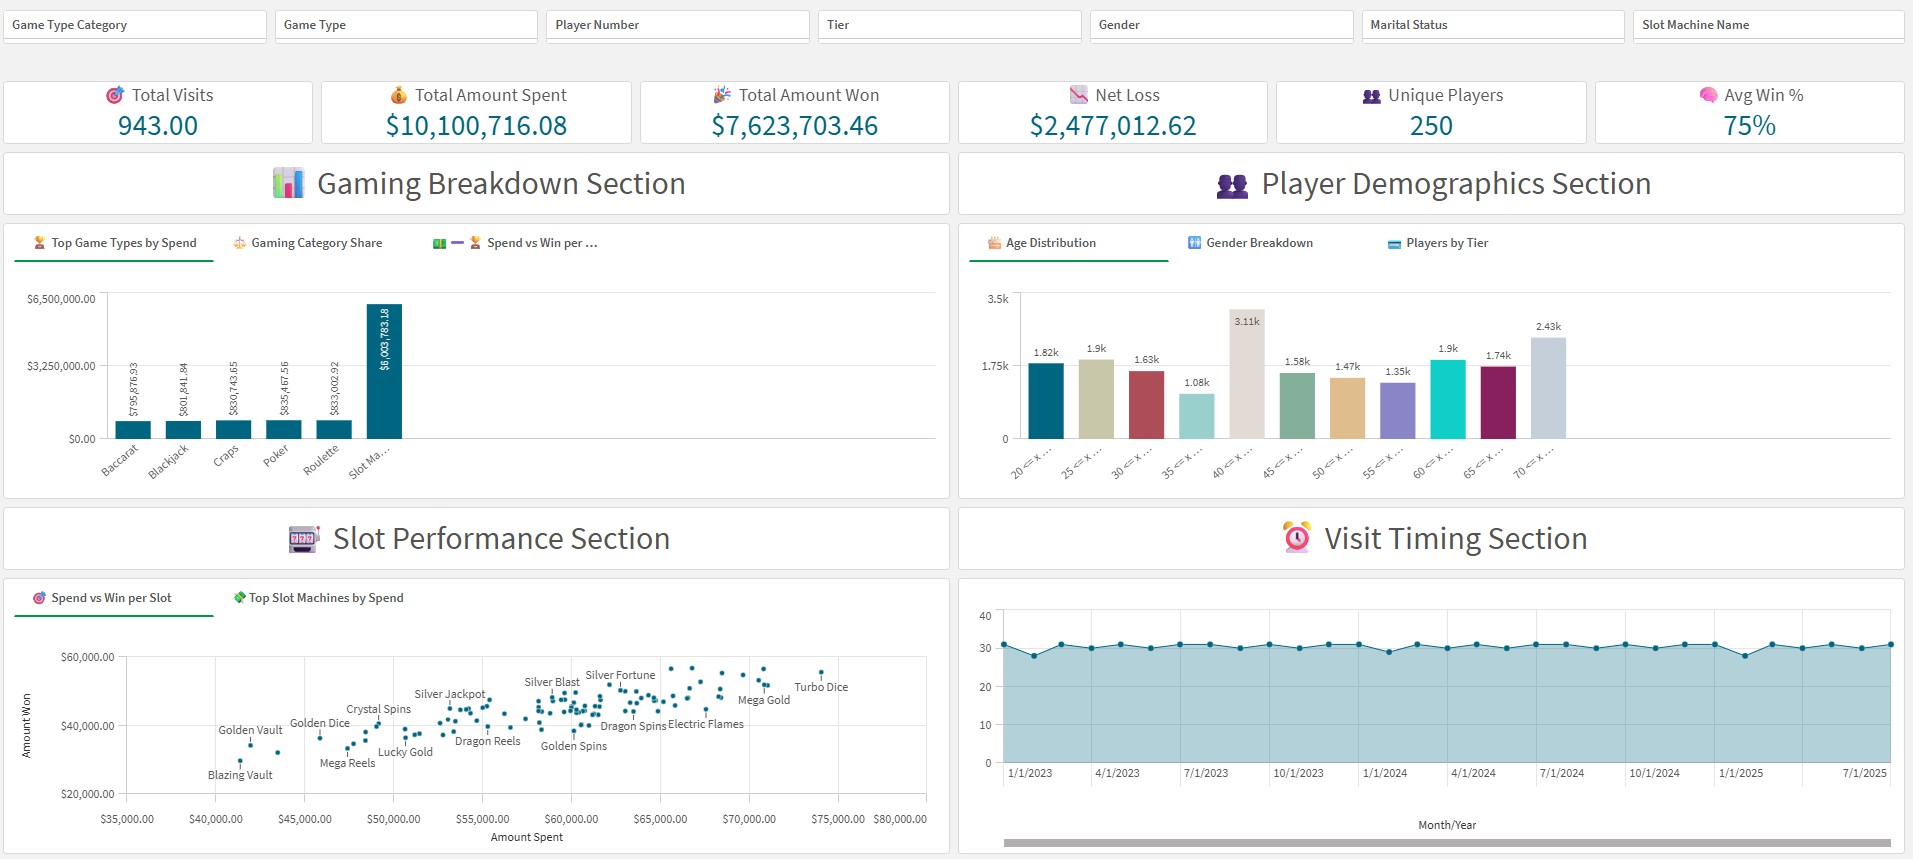 Game Type Category
Game Type
Player Number
Tier
Gender
Marital Status
Slot Machine Name
Total Visits
943.00
Total Amount Spent
$10,100,716.08
Total Amount Won
$7,623,703.46
Net Loss
$2,477,012.62
Unique Players
250
Avg Win %
75%
Gaming Breakdown Section
Player Demographics Section
Top Game Types by Spend
Gaming Category Share
Spend vs Win per ...
$6,500,000.00
$3,250,000.00
$0.00
$795,876.93
$801,841.84
$830,743.65
$835,467.56
$833,002.92
$6,003,783.18
Baccarat
Blackjack
Craps
Poker
Roulette
Slot Ma...
Age Distribution
Gender Breakdown
Players by Tier
3.5k
1.75k
0
1.82k
1.9k
1.63k
1.08k
3.11k
1.58k
1.47k
1.35k
1.9k
1.74k
2.43k
20 <= x ...
25 <= x ...
30 <= x ...
35 <= x ...
40 <= x ...
45 <= x ...
50 <= x ...
55 <= x ...
60 <= x ...
65 <= x ...
70 <= x ...
Slot Performance Section
Visit Timing Section
Spend vs Win per Slot
Top Slot Machines by Spend
Amount Won
$60,000.00
$40,000.00
$20,000.00
Silver Fortune
Silver Blast
Turbo Dice
Silver Jackpot
Mega Gold
Crystal Spins
Golden Dice
Electric Flames
Dragon Spins
Golden Vault
Dragon Reels
Golden Spins
Lucky Gold
Mega Reels
Blazing Vault
$35,000.00
$40,000.00
$45,000.00
$50,000.00
$55,000.00
$60,000.00
$65,000.00
$70,000.00
$75,000.00
$80,000.00
Amount Spent
40
30
20
10
0
1/1/2023
4/1/2023
7/1/2023
10/1/2023
1/1/2024
4/1/2024
7/1/2024
10/1/2024
1/1/2025
7/1/2025
Month/Year